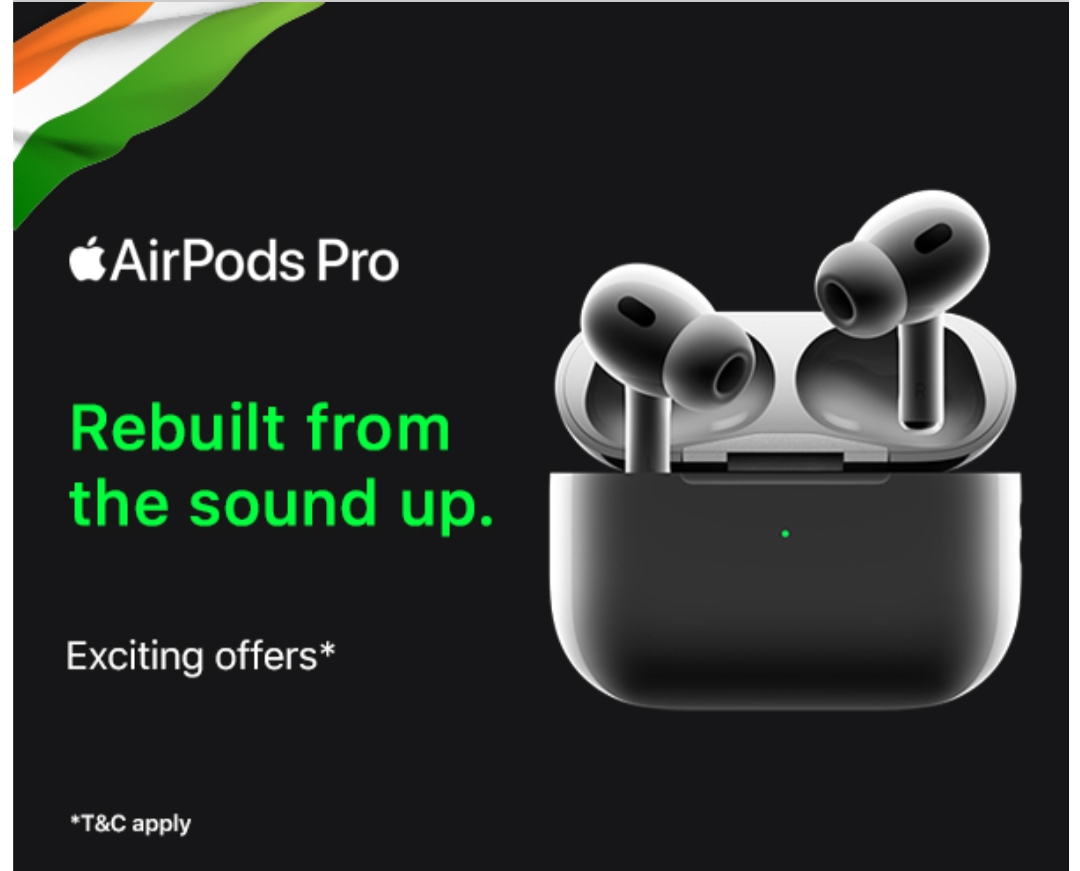 AirPods Pro
Rebuilt from
the sound up.
Exciting offers*
*T&C apply